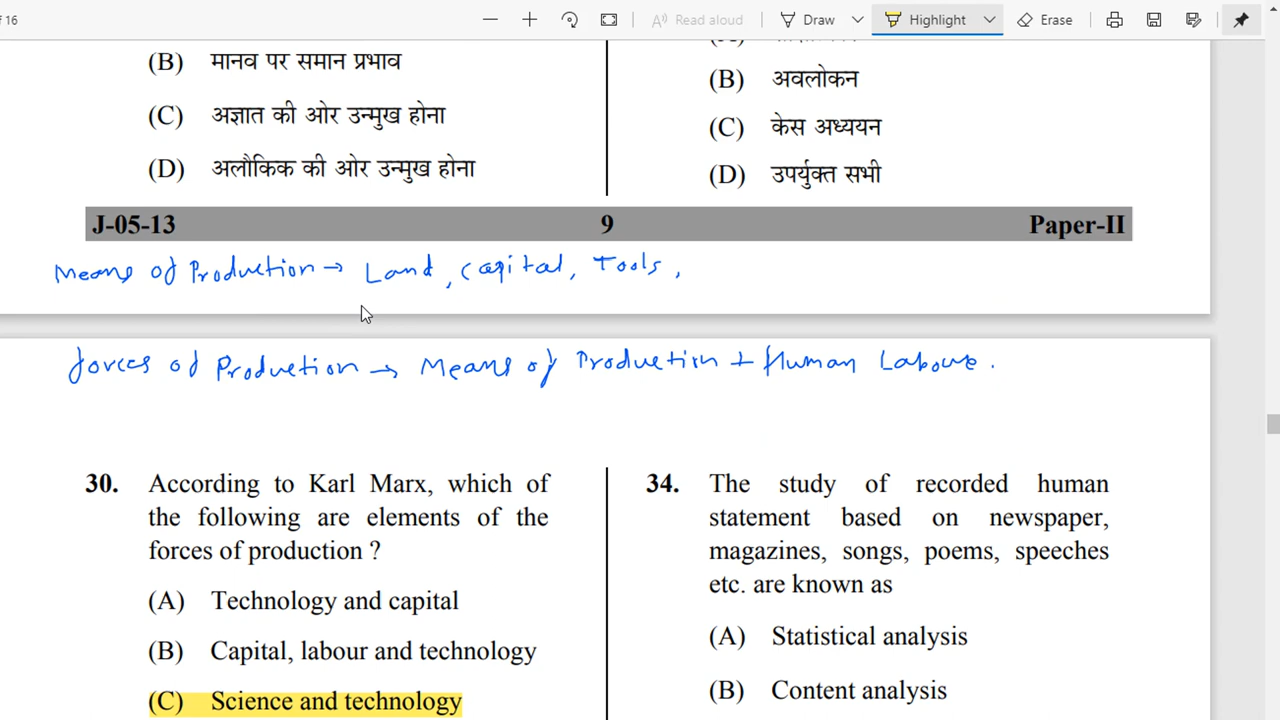 of 16
Read aloud
Draw
Highlight
Erase
(B) मानव पर समान प्रभाव
(C) अज्ञात की ओर उन्मुख होना
(D) अलौकिक की ओर उन्मुख होना
(B) अवलोकन
(C) केस अध्ययन
(D) उपर्युक्त सभी
J-05-13 9 Paper-II
Means of Production → Land, Capital, Tools,
forces of Production → Means of Production + Human Labour.
30. According to Karl Marx, which of
the following are elements of the
forces of production ?
(A) Technology and capital
(B) Capital, labour and technology
(C) Science and technology
34. The study of recorded human
statement based on newspaper,
magazines, songs, poems, speeches
etc. are known as
(A) Statistical analysis
(B) Content analysis